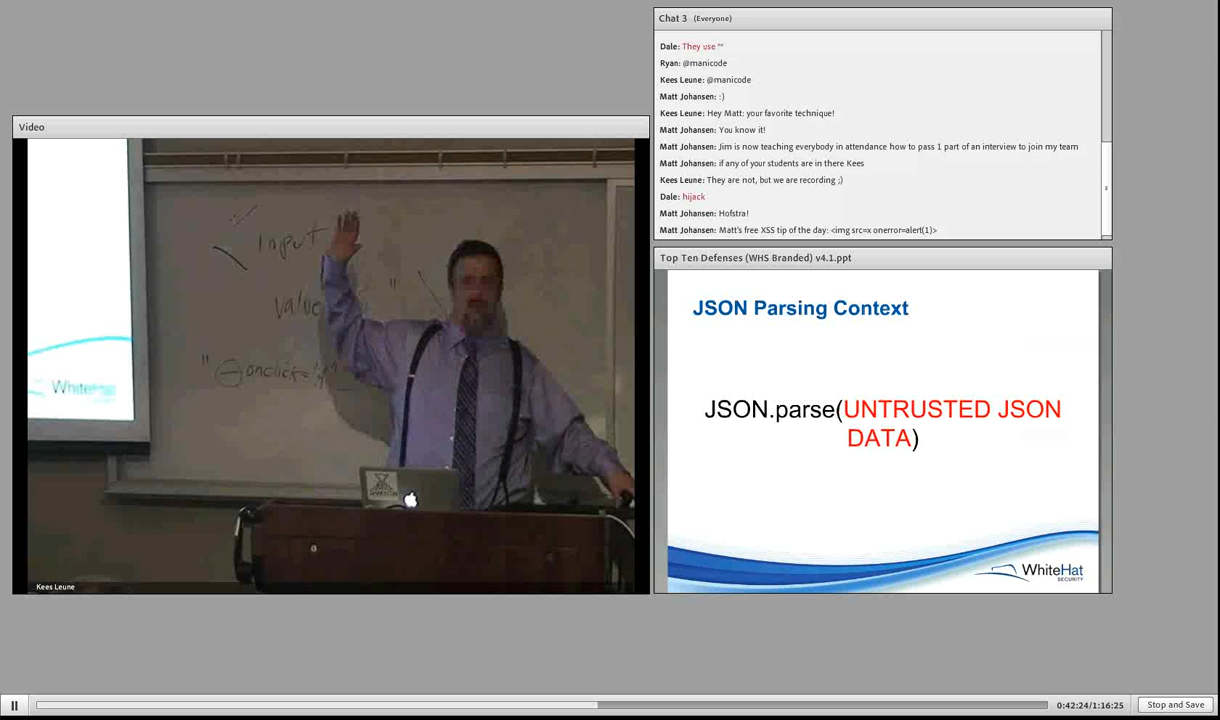 Chat 3 (Everyone)
Dale: They use ""
Ryan: @manicode
Kees Leune: @manicode
Matt Johansen: :)
Kees Leune: Hey Matt: your favorite technique!
Matt Johansen: You know it!
Matt Johansen: Jim is now teaching everybody in attendance how to pass 1 part of an interview to join my team
Matt Johansen: if any of your students are in there Kees
Kees Leune: They are not, but we are recording ;)
Dale: hijack
Matt Johansen: Hofstra!
Matt Johansen: Matt's free XSS tip of the day: <img src=x onerror=alert(1)>
Video
input
value
"
WhiteHat
Kees Leune
Top Ten Defenses (WHS Branded) v4.1.ppt
JSON Parsing Context
JSON.parse(UNTRUSTED JSON
DATA)
WhiteHat
SECURITY
0:42:24/1:16:25
Stop and Save